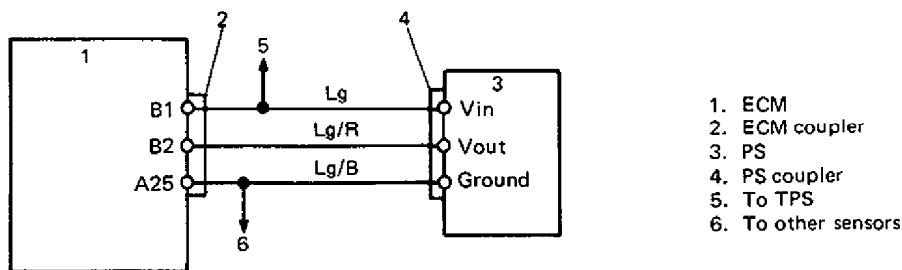 2
4
1
5
3
B1
Lg
Vin
B2
Lg/R
Vout
A25
Lg/B
Ground
6
1. ECM
2. ECM coupler
3. PS
4. PS coupler
5. To TPS
6. To other sensors